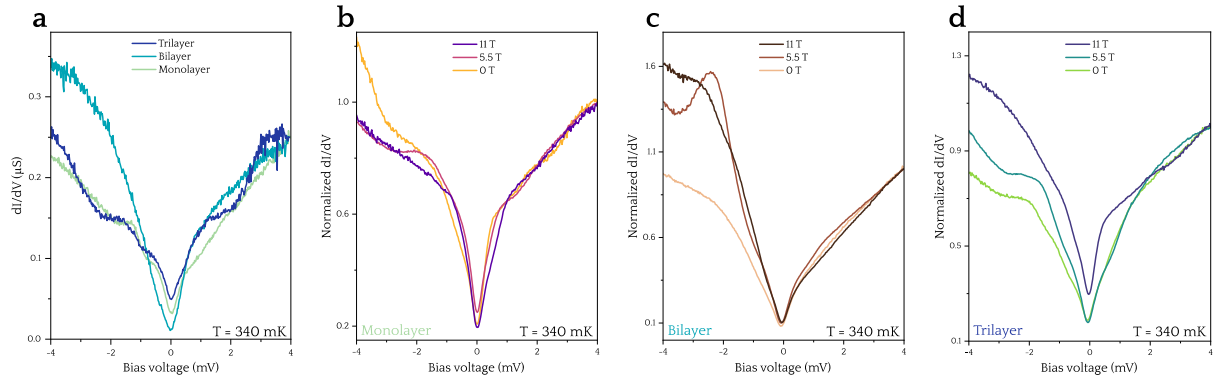 a
Trilayer
Bilayer
Monolayer
dI/dV (μS)
0.3
0.2
0.1
0.0
T = 340 mK
-4 -2 0 2 4
Bias voltage (mV)
b
11 T
5.5 T
0 T
Normalized dI/dV
1.0
0.6
0.2
Monolayer T = 340 mK
-4 -2 0 2 4
Bias voltage (mV)
c
11 T
5.5 T
0 T
Normalized dI/dV
1.6
1.1
0.6
0.1
Bilayer T = 340 mK
-4 -2 0 2 4
Bias voltage (mV)
d
11 T
5.5 T
0 T
Normalized dI/dV
1.3
0.9
0.5
0.1
Trilayer T = 340 mK
-4 -2 0 2 4
Bias voltage (mV)